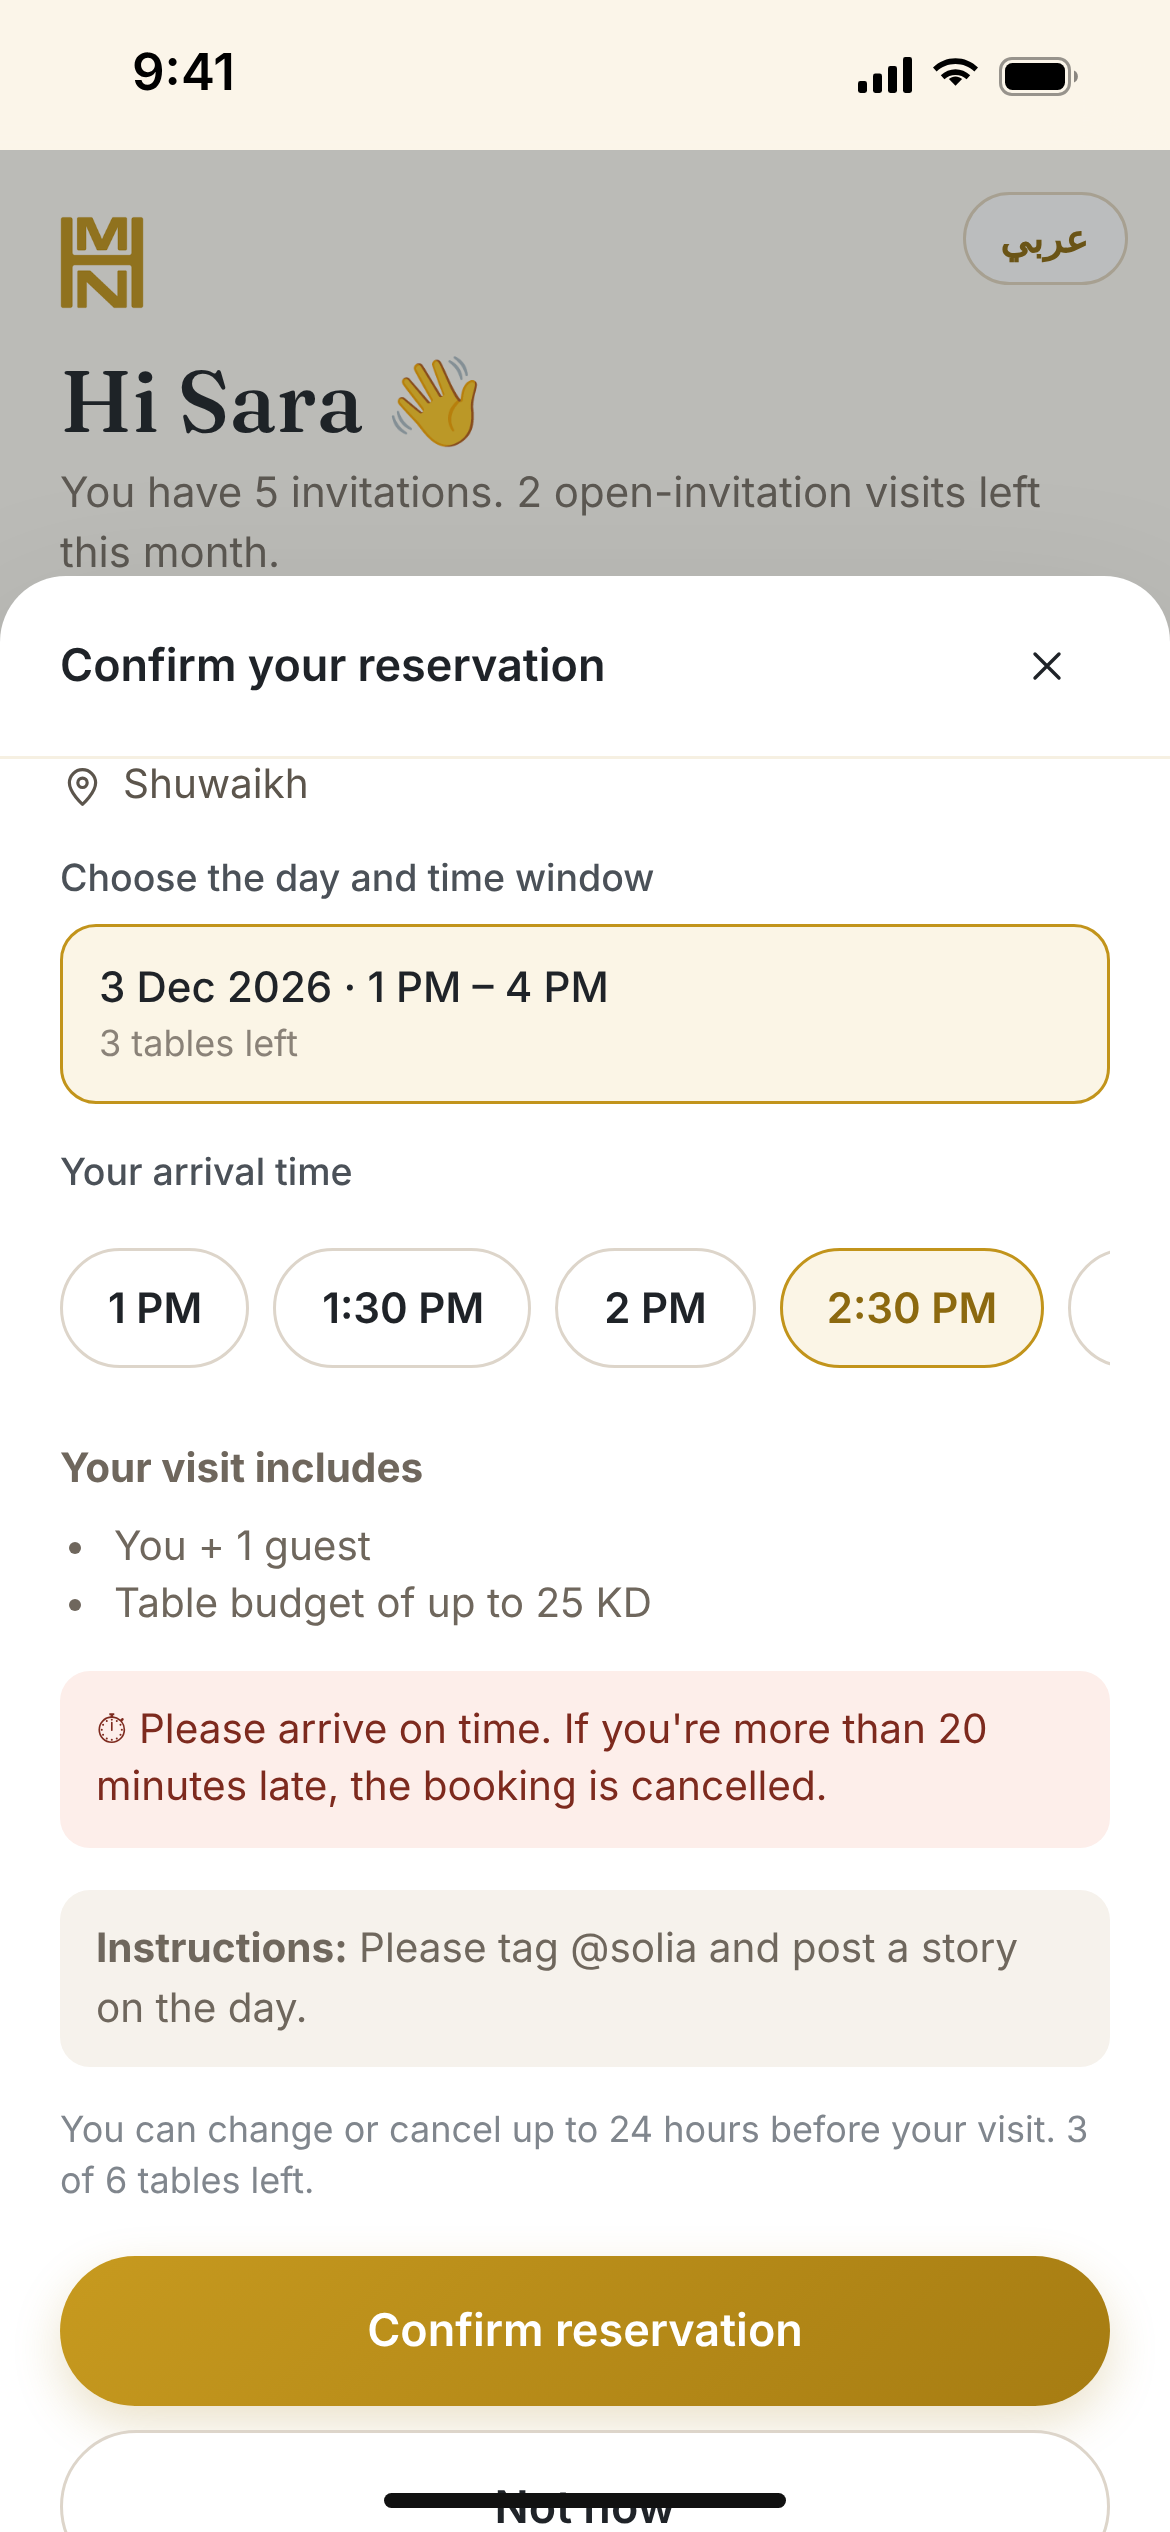 9:41
MN
عربي
Hi Sara 👋
You have 5 invitations. 2 open-invitation visits left
this month.
Confirm your reservation
Shuwaikh
Choose the day and time window
3 Dec 2026 · 1 PM – 4 PM
3 tables left
Your arrival time
1 PM
1:30 PM
2 PM
2:30 PM
Your visit includes
• You + 1 guest
• Table budget of up to 25 KD
⏱ Please arrive on time. If you're more than 20
minutes late, the booking is cancelled.
Instructions: Please tag @solia and post a story
on the day.
You can change or cancel up to 24 hours before your visit. 3
of 6 tables left.
Confirm reservation
Not now